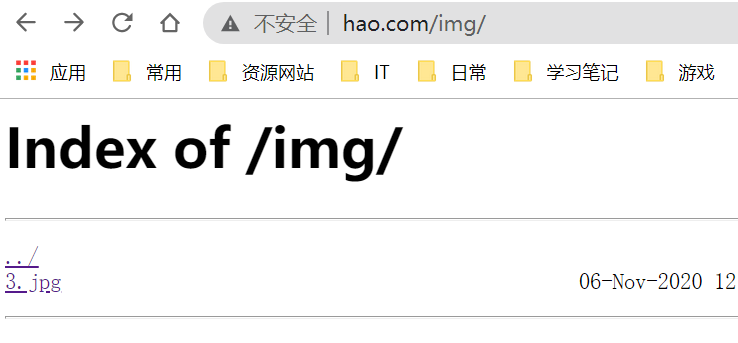 不安全 | hao.com/img/
应用 常用 资源网站 IT 日常 学习笔记 游戏
Index of /img/
../
3.jpg 06-Nov-2020 12